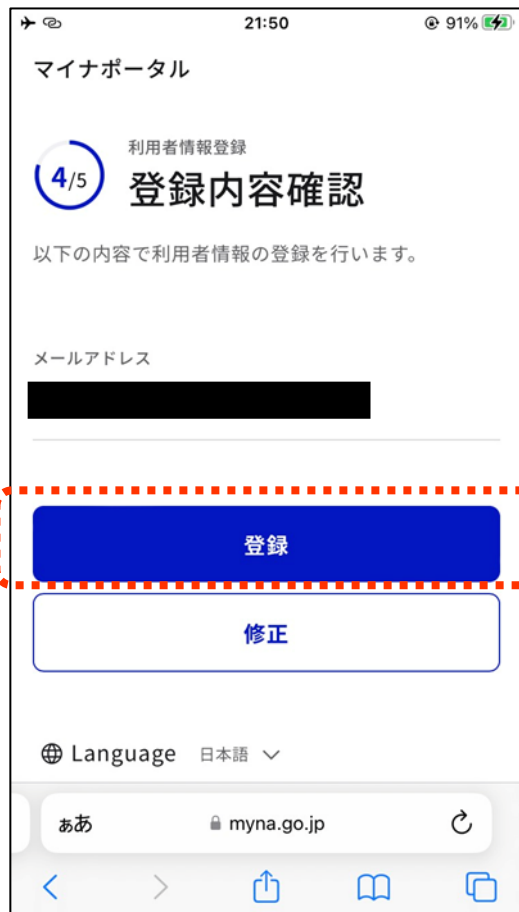 21:50
91%
マイナポータル
利用者情報登録
4/5
登録内容確認
以下の内容で利用者情報の登録を行います。
メールアドレス
登録
修正
Language 日本語
ぁあ
myna.go.jp